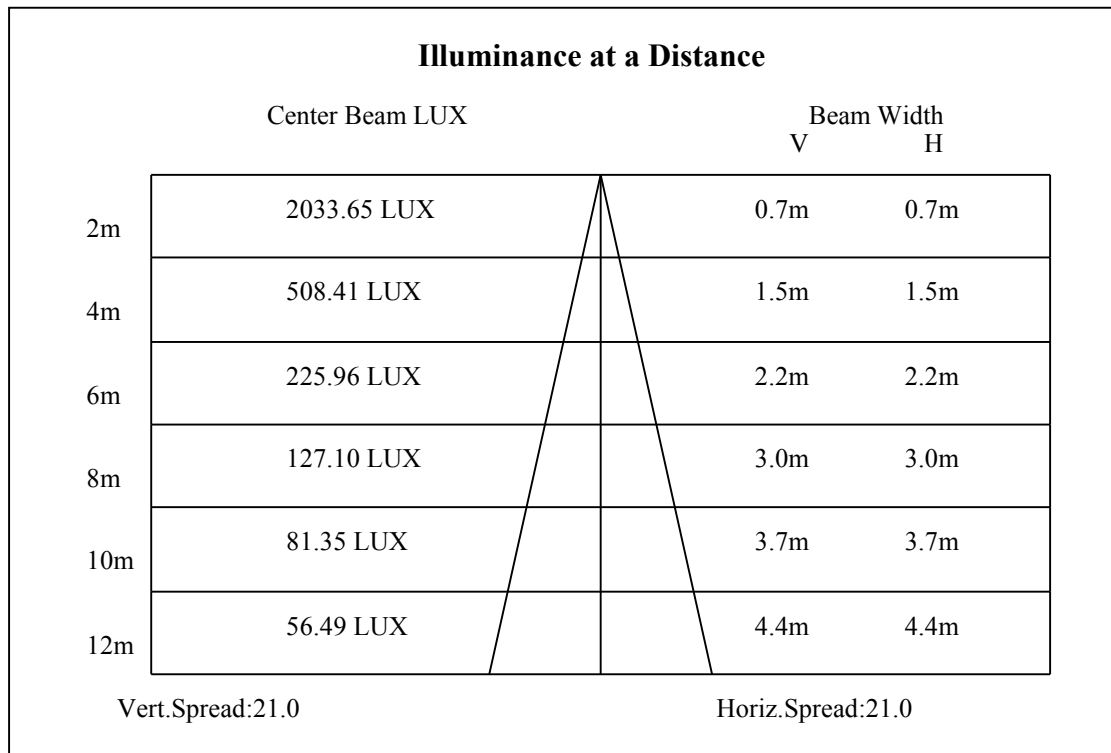 Illuminance at a Distance
Center Beam LUX Beam Width
V H
2033.65 LUX 0.7m 0.7m
2m
508.41 LUX 1.5m 1.5m
4m
225.96 LUX 2.2m 2.2m
6m
127.10 LUX 3.0m 3.0m
8m
81.35 LUX 3.7m 3.7m
10m
56.49 LUX 4.4m 4.4m
12m
Vert.Spread:21.0 Horiz.Spread:21.0